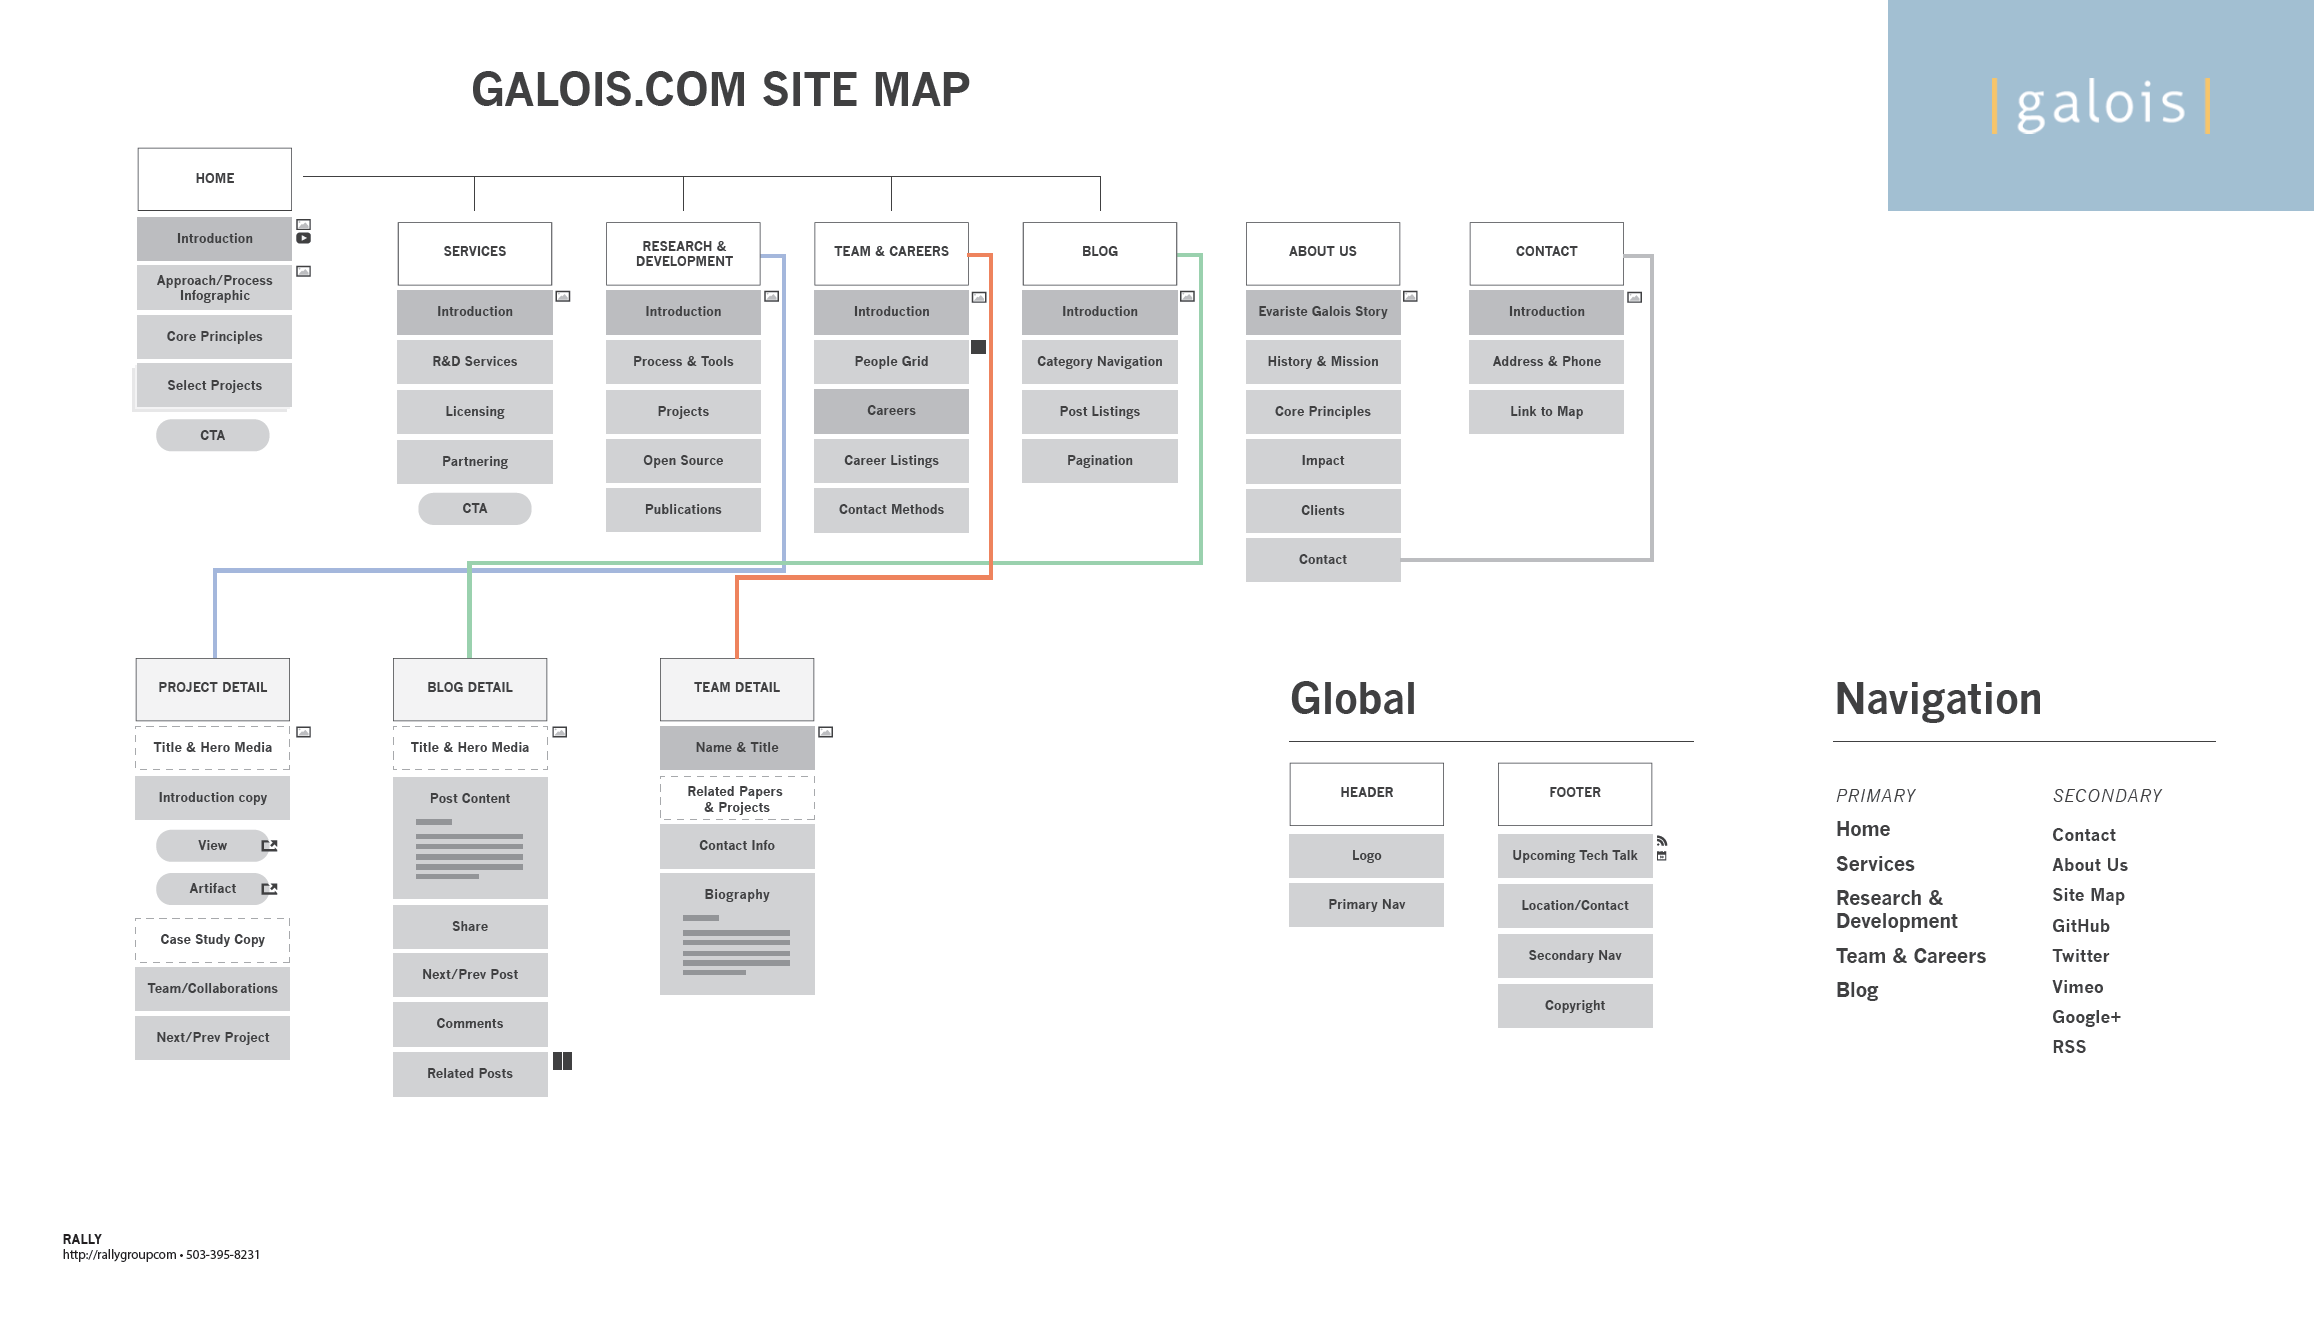 GALOIS.COM SITE MAP
| galois |
HOME
Introduction
Approach/Process
Infographic
Core Principles
Select Projects
CTA
SERVICES
Introduction
R&D Services
Licensing
Partnering
CTA
RESEARCH &
DEVELOPMENT
Introduction
Process & Tools
Projects
Open Source
Publications
TEAM & CAREERS
Introduction
People Grid
Careers
Career Listings
Contact Methods
BLOG
Introduction
Category Navigation
Post Listings
Pagination
ABOUT US
Evariste Galois Story
History & Mission
Core Principles
Impact
Clients
Contact
CONTACT
Introduction
Address & Phone
Link to Map
PROJECT DETAIL
Title & Hero Media
Introduction copy
View
Artifact
Case Study Copy
Team/Collaborations
Next/Prev Project
BLOG DETAIL
Title & Hero Media
Post Content
Share
Next/Prev Post
Comments
Related Posts
TEAM DETAIL
Name & Title
Related Papers
& Projects
Contact Info
Biography
Global
HEADER
Logo
Primary Nav
FOOTER
Upcoming Tech Talk
Location/Contact
Secondary Nav
Copyright
Navigation
PRIMARY
Home
Services
Research &
Development
Team & Careers
Blog
SECONDARY
Contact
About Us
Site Map
GitHub
Twitter
Vimeo
Google+
RSS
RALLY
http://rallygroupcom • 503-395-8231